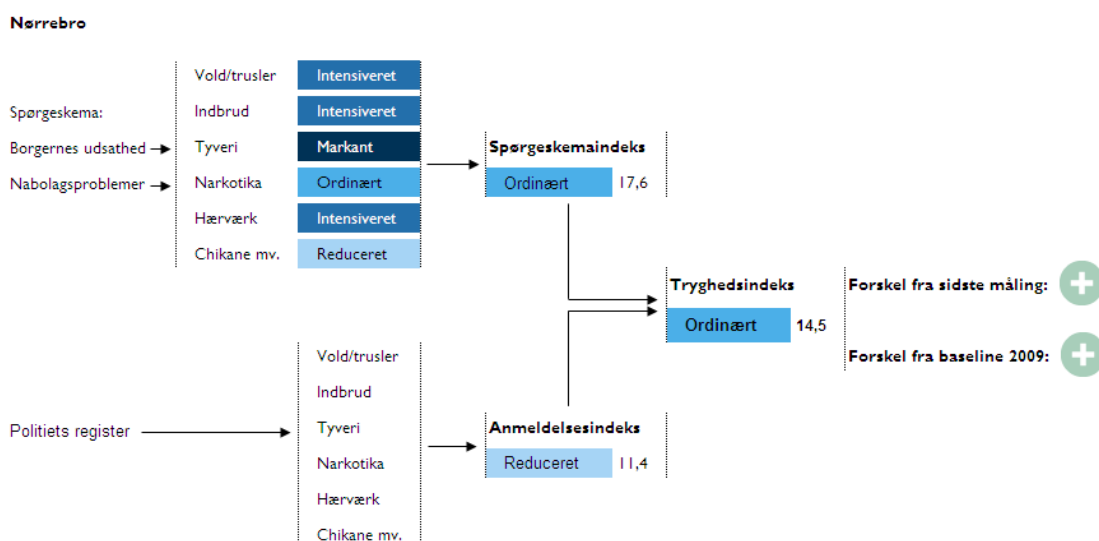 Nørrebro
Vold/trusler Intensiveret
Spørgeskema: Indbrud Intensiveret
Borgernes udsathed Tyveri Markant Spørgeskemaindeks
Nabolagsproblemer Narkotika Ordinært Ordinært 17,6
Hærværk Intensiveret
Chikane mv. Reduceret
Tryghedsindeks Forskel fra sidste måling:
Ordinært 14,5
Vold/trusler Forskel fra baseline 2009:
Indbrud
Politiets register Tyveri Anmeldelsesindeks
Narkotika Reduceret 11,4
Hærværk
Chikane mv.